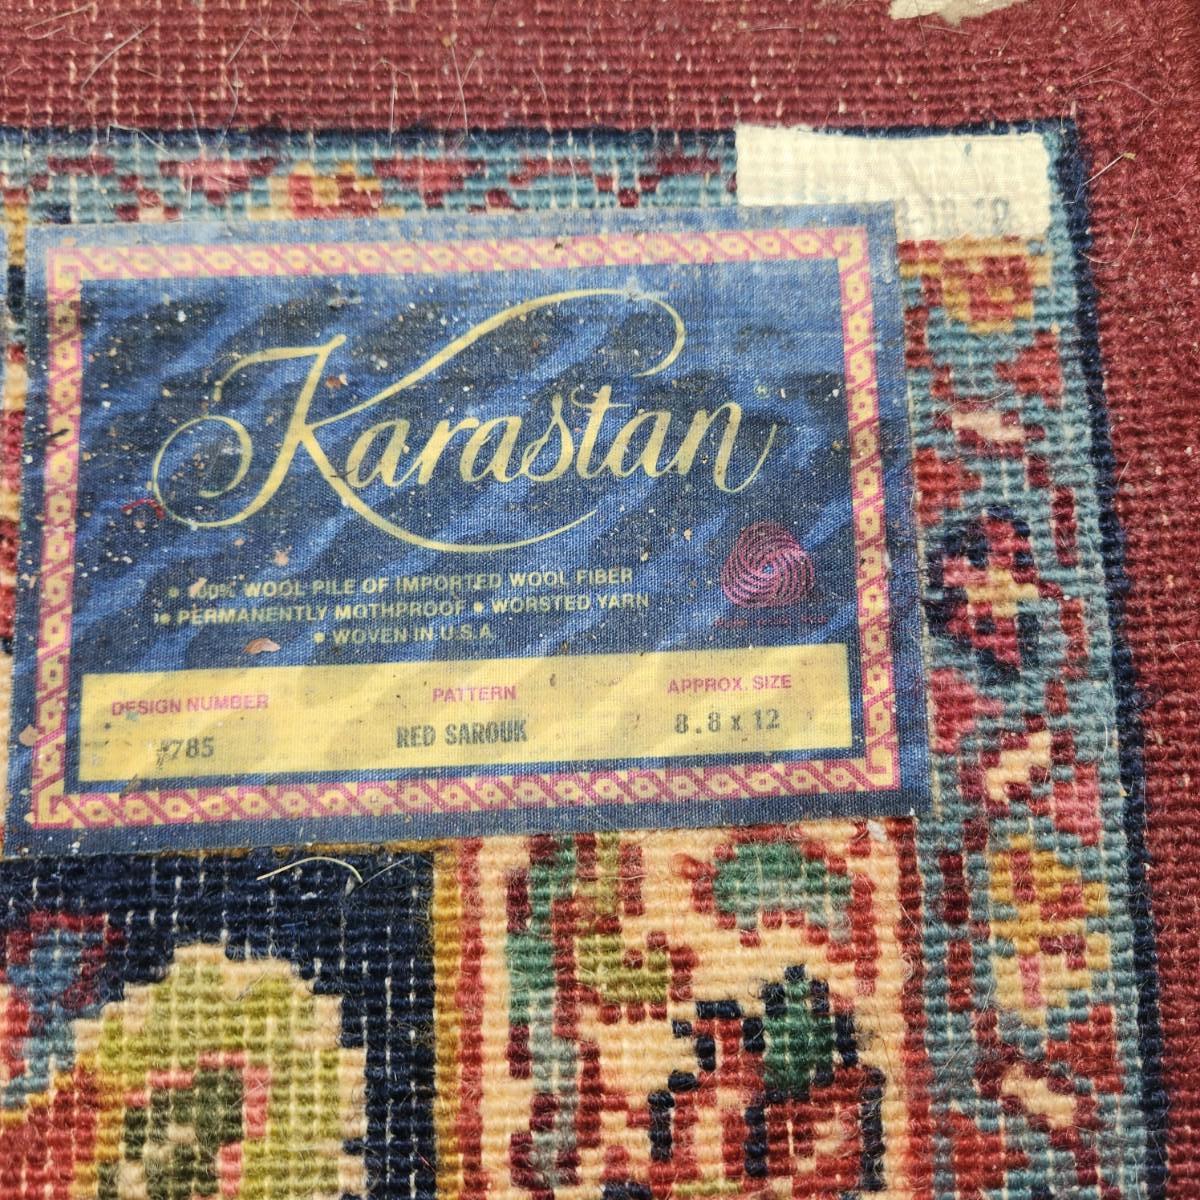 Karastan
• 100% WOOL PILE OF IMPORTED WOOL FIBER
• PERMANENTLY MOTHPROOF • WORSTED YARN
• WOVEN IN U.S.A
DESIGN NUMBER PATTERN APPROX. SIZE
785 RED SAROUK 8.8 x 12